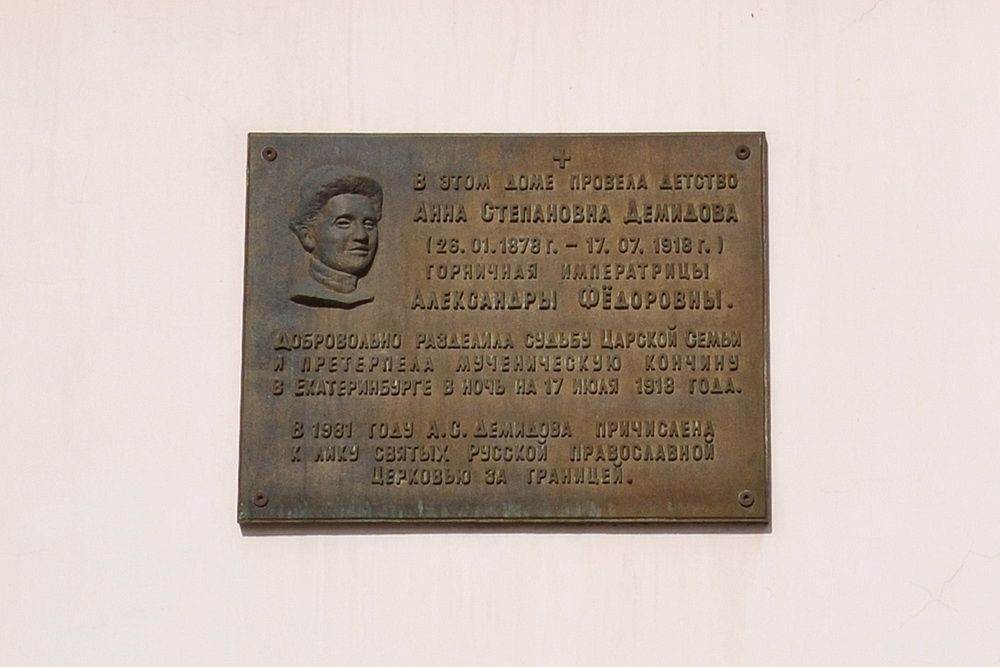 В ЭТОМ ДОМЕ ПРОВЕЛА ДЕТСТВО
АННА СТЕПАНОВНА ДЕМИДОВА
(26.01.1878 г. – 17.07.1918 г.)
ГОРНИЧНАЯ ИМПЕРАТРИЦЫ
АЛЕКСАНДРЫ ФЁДОРОВНЫ.
ДОБРОВОЛЬНО РАЗДЕЛИЛА СУДЬБУ ЦАРСКОЙ СЕМЬИ
И ПРЕТЕРПЕЛА МУЧЕНИЧЕСКУЮ КОНЧИНУ
В ЕКАТЕРИНБУРГЕ В НОЧЬ НА 17 ИЮЛЯ 1918 ГОДА.
В 1981 ГОДУ А.С. ДЕМИДОВА ПРИЧИСЛЕНА
К ЛИКУ СВЯТЫХ РУССКОЙ ПРАВОСЛАВНОЙ
ЦЕРКОВЬЮ ЗА ГРАНИЦЕЙ.